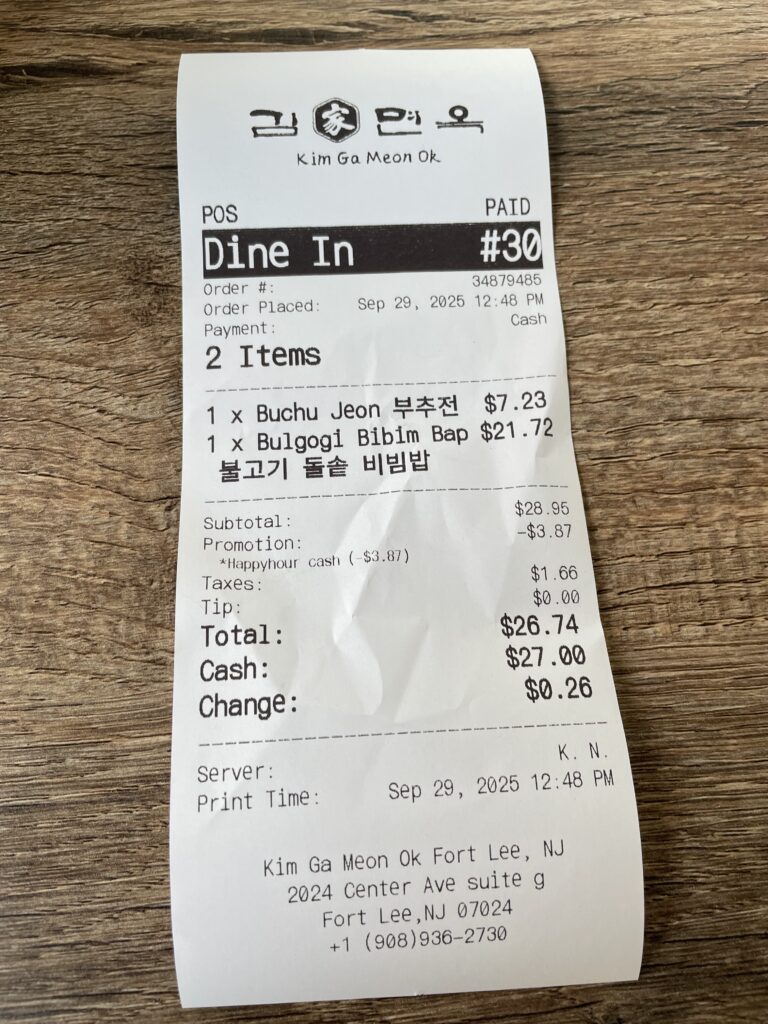 김 家 면 옥
Kim Ga Meon Ok
POS PAID
Dine In #30
Order #: 34879485
Order Placed: Sep 29, 2025 12:48 PM
Payment: Cash
2 Items
1 x Buchu Jeon 부추전 $7.23
1 x Bulgogi Bibim Bap $21.72
불고기 돌솥 비빔밥
Subtotal: $28.95
Promotion: -$3.87
*Happyhour cash (-$3.87)
Taxes: $1.66
Tip: $0.00
Total: $26.74
Cash: $27.00
Change: $0.26
Server: K. N.
Print Time: Sep 29, 2025 12:48 PM
Kim Ga Meon Ok Fort Lee, NJ
2024 Center Ave suite g
Fort Lee,NJ 07024
+1 (908)936-2730